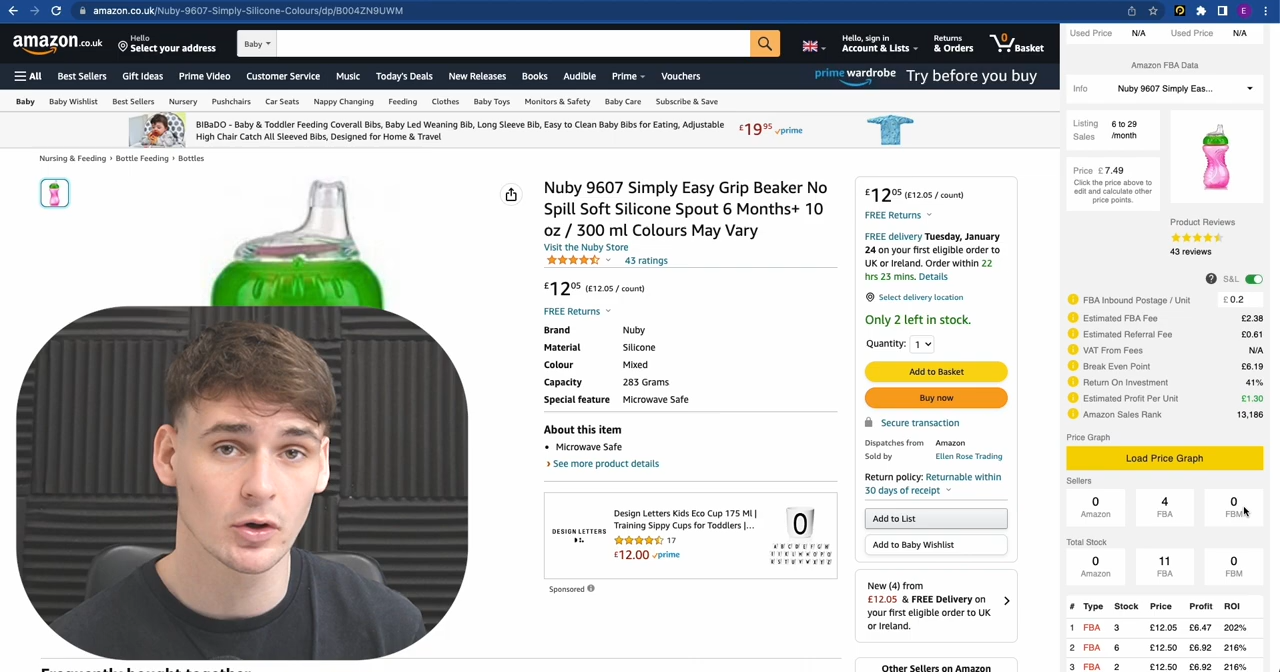 amazon.co.uk/Nuby-9607-Simply-Silicone-Colours/dp/B004ZN9UWM
E
amazon.co.uk
Hello
Select your address
Baby
Hello, sign in
Account & Lists
Returns
& Orders
0
Basket
All
Best Sellers
Gift Ideas
Prime Video
Customer Service
Music
Today's Deals
New Releases
Books
Audible
Prime
Vouchers
prime wardrobe
Try before you buy
Baby
Baby Wishlist
Best Sellers
Nursery
Pushchairs
Car Seats
Nappy Changing
Feeding
Clothes
Baby Toys
Monitors & Safety
Baby Care
Subscribe & Save
BIBaDO - Baby & Toddler Feeding Coverall Bibs, Baby Led Weaning Bib, Long Sleeve Bib, Easy to Clean Baby Bibs for Eating, Adjustable
High Chair Catch All Sleeved Bibs, Designed for Home & Travel
£19 95 prime
Nursing & Feeding › Bottle Feeding › Bottles
Nuby 9607 Simply Easy Grip Beaker No
Spill Soft Silicone Spout 6 Months+ 10
oz / 300 ml Colours May Vary
Visit the Nuby Store
43 ratings
£12 05 (£12.05 / count)
FREE Returns
Brand Nuby
Material Silicone
Colour Mixed
Capacity 283 Grams
Special feature Microwave Safe
About this item
• Microwave Safe
› See more product details
DESIGN LETTERS
Design Letters Kids Eco Cup 175 Ml |
Training Sippy Cups for Toddlers |...
17
£12.00 prime
Sponsored
Frequently bought together
£12 05 (£12.05 / count)
FREE Returns
FREE delivery Tuesday, January
24 on your first eligible order to
UK or Ireland. Order within 22
hrs 23 mins. Details
Select delivery location
Only 2 left in stock.
Quantity: 1
Add to Basket
Buy now
Secure transaction
Dispatches from Amazon
Sold by Ellen Rose Trading
Return policy: Returnable within
30 days of receipt
Add to List
Add to Baby Wishlist
New (4) from
£12.05 & FREE Delivery on
your first eligible order to UK
or Ireland.
Other Sellers on Amazon
Used Price N/A Used Price N/A
Amazon FBA Data
Info Nuby 9607 Simply Eas...
Listing Sales
6 to 29 /month
Price £ 7.49
Click the price above to
edit and calculate other
price points.
Product Reviews
43 reviews
S&L
FBA Inbound Postage / Unit £ 0.2
Estimated FBA Fee £2.38
Estimated Referral Fee £0.61
VAT From Fees N/A
Break Even Point £6.19
Return On Investment 41%
Estimated Profit Per Unit £1.30
Amazon Sales Rank 13,186
Price Graph
Load Price Graph
Sellers
0 4 0
Amazon FBA FBM
Total Stock
0 11 0
Amazon FBA FBM
# Type Stock Price Profit ROI
1 FBA 3 £12.05 £6.47 202%
2 FBA 6 £12.50 £6.92 216%
3 FBA 2 £12.50 £6.92 216%